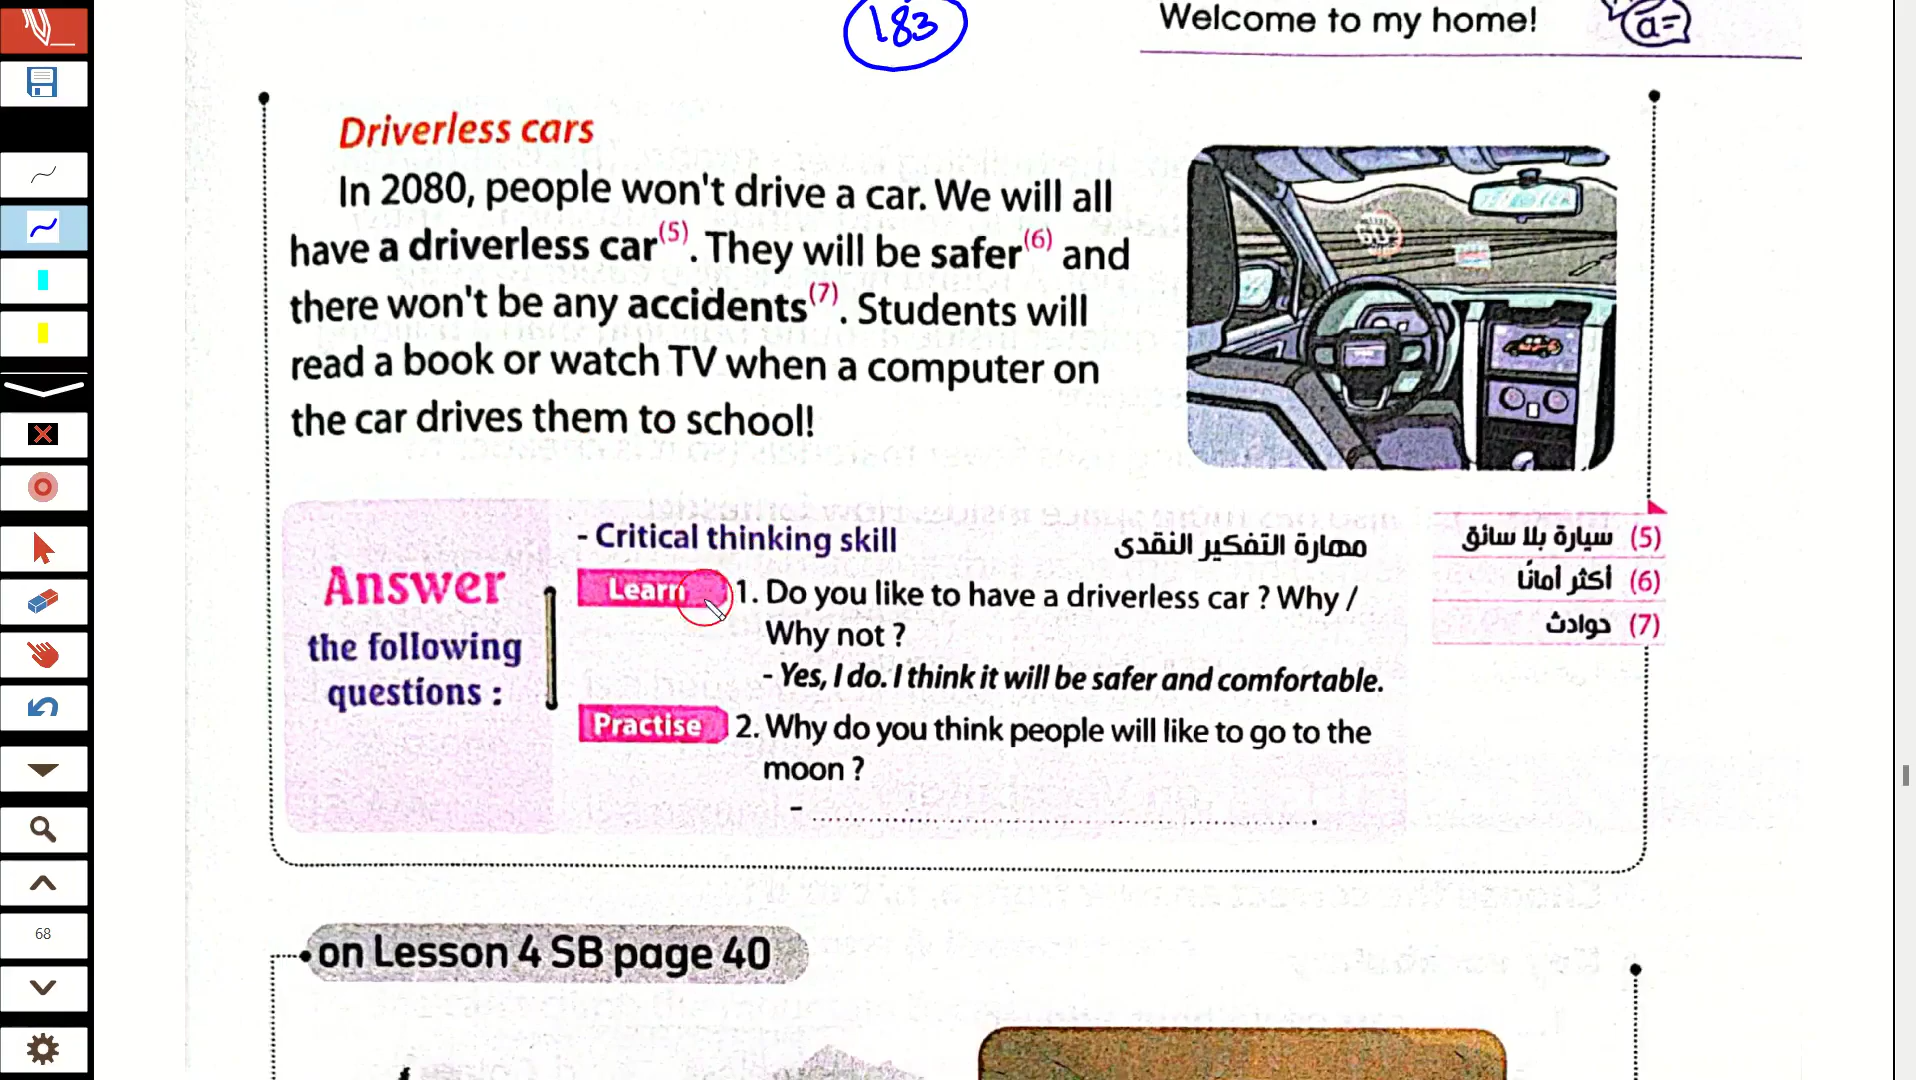 183
Welcome to my home!
a=
Driverless cars
In 2080, people won't drive a car. We will all
have a driverless car(5). They will be safer(6) and
there won't be any accidents(7). Students will
read a book or watch TV when a computer on
the car drives them to school!
60
- Critical thinking skill مهارة التفكير النقدى
Answer
the following
questions :
Learn 1. Do you like to have a driverless car ? Why /
Why not ?
- Yes, I do. I think it will be safer and comfortable.
Practise 2. Why do you think people will like to go to the
moon ?
- .................................................
(5) سيارة بلا سائق
(6) أكثر أمانًا
(7) حوادث
on Lesson 4 SB page 40
68